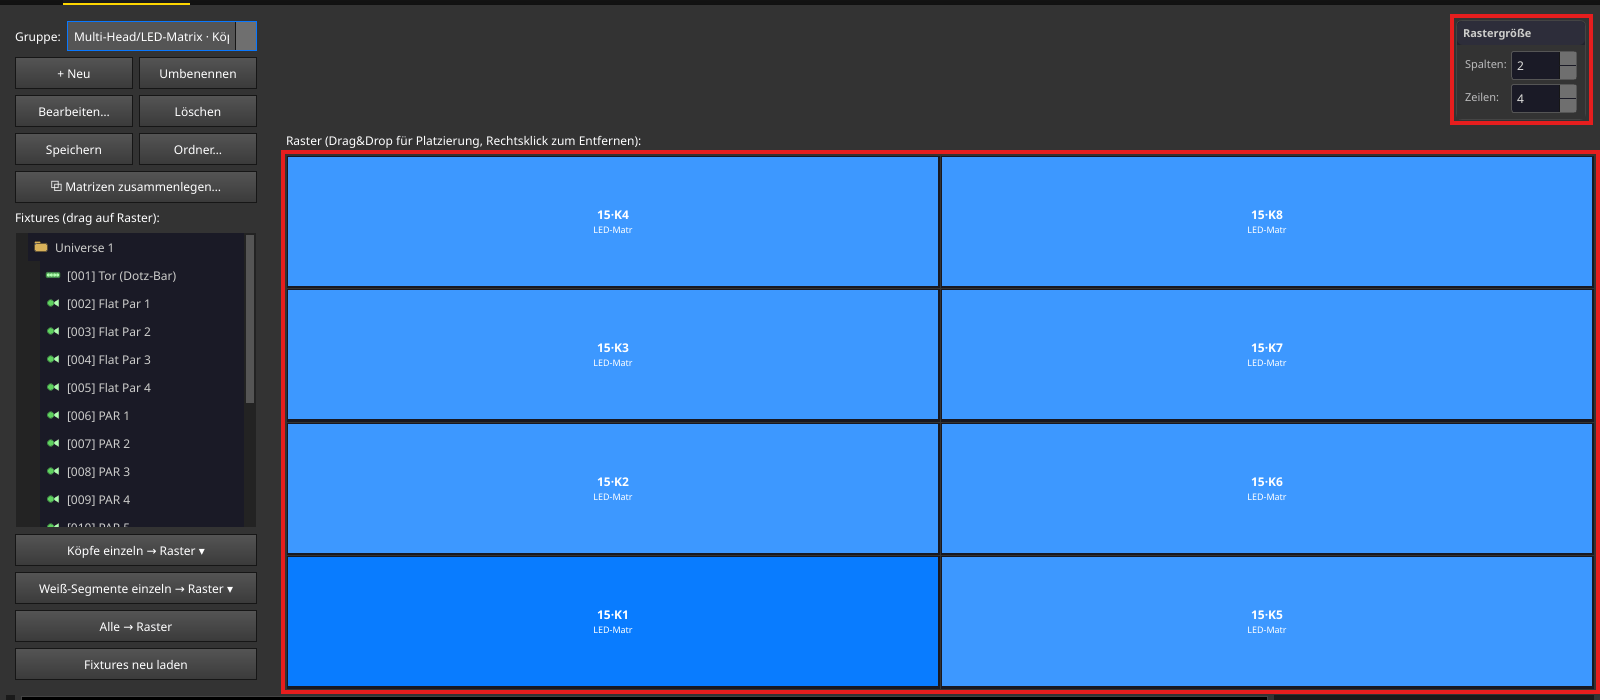 Gruppe: Multi-Head/LED-Matrix · Köp
+ Neu
Umbenennen
Bearbeiten...
Löschen
Speichern
Ordner...
Matrizen zusammenlegen...
Fixtures (drag auf Raster):
Universe 1
[001] Tor (Dotz-Bar)
[002] Flat Par 1
[003] Flat Par 2
[004] Flat Par 3
[005] Flat Par 4
[006] PAR 1
[007] PAR 2
[008] PAR 3
[009] PAR 4
[010] PAR 5
Köpfe einzeln → Raster ▾
Weiß-Segmente einzeln → Raster ▾
Alle → Raster
Fixtures neu laden
Rastergröße
Spalten: 2
Zeilen: 4
Raster (Drag&Drop für Platzierung, Rechtsklick zum Entfernen):
15·K4
LED-Matr
15·K8
LED-Matr
15·K3
LED-Matr
15·K7
LED-Matr
15·K2
LED-Matr
15·K6
LED-Matr
15·K1
LED-Matr
15·K5
LED-Matr